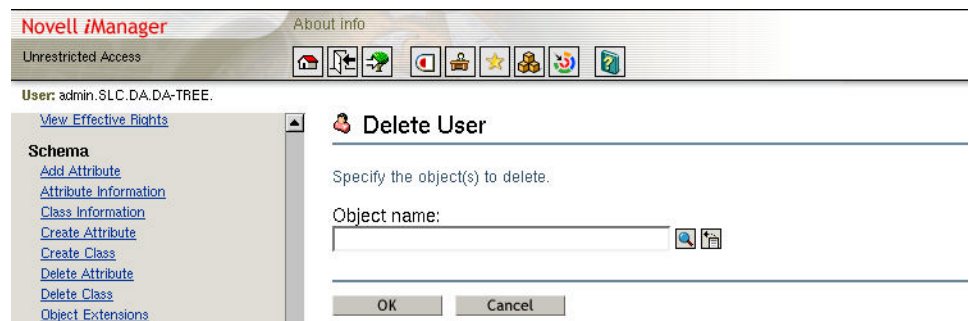 Novell iManager
About info
Unrestricted Access
User: admin.SLC.DA.DA-TREE.
View Effective Rights
Schema
Add Attribute
Attribute Information
Class Information
Create Attribute
Create Class
Delete Attribute
Delete Class
Object Extensions
Delete User
Specify the object(s) to delete.
Object name:
OK
Cancel